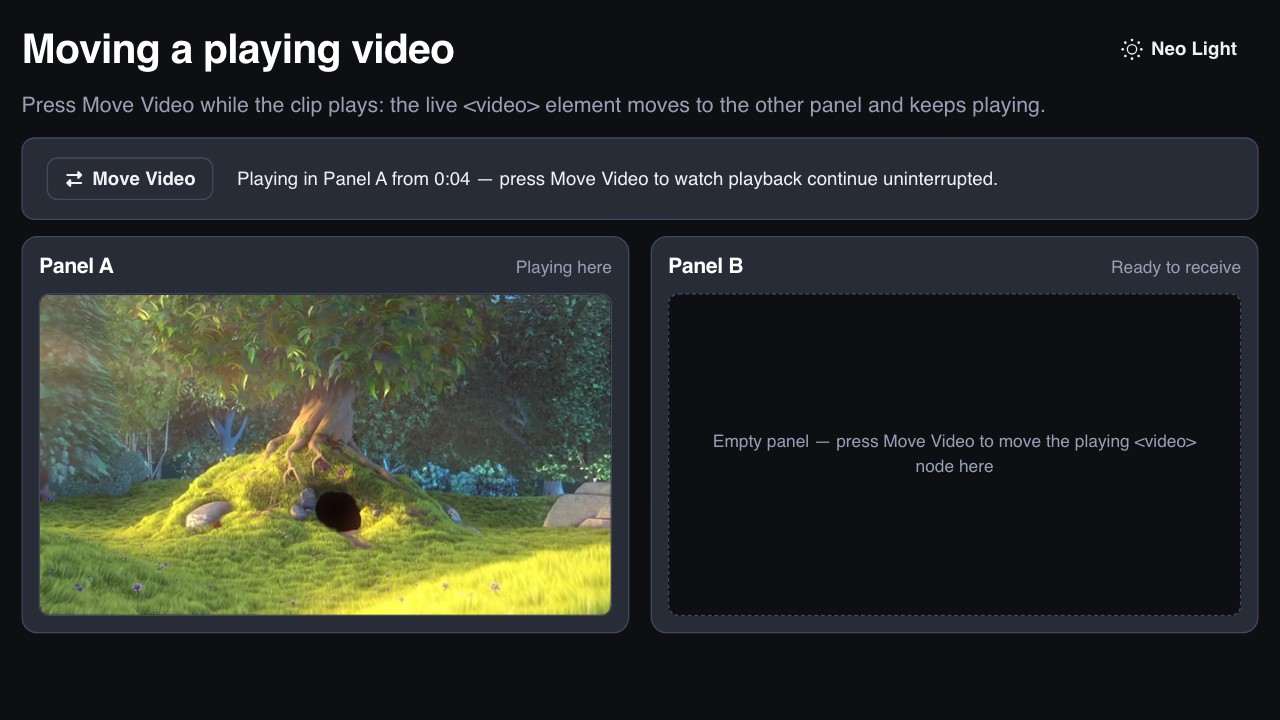 Moving a playing video
Neo Light
Press Move Video while the clip plays: the live <video> element moves to the other panel and keeps playing.
Move Video
Playing in Panel A from 0:04 — press Move Video to watch playback continue uninterrupted.
Panel A
Playing here
Panel B
Ready to receive
Empty panel — press Move Video to move the playing <video>
node here